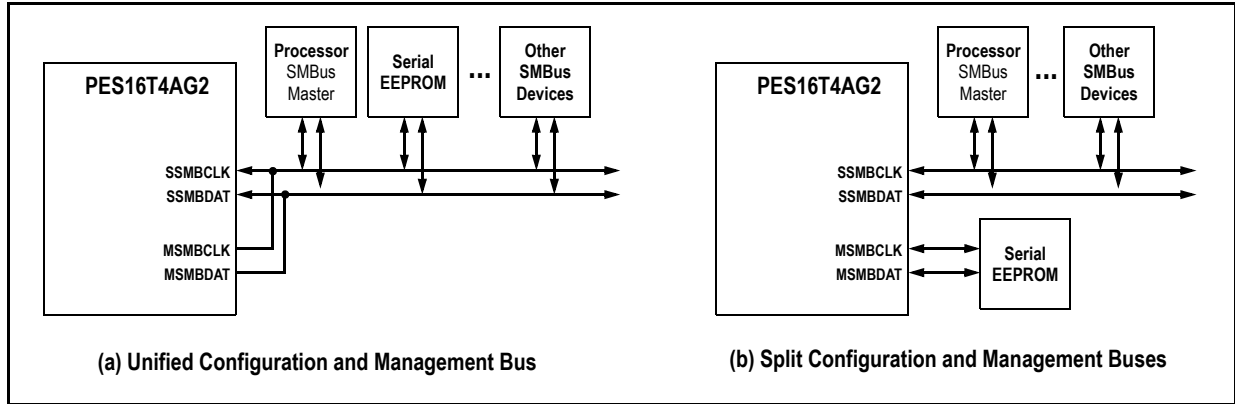 PES16T4AG2
Processor
SMBus
Master
Serial
EEPROM
...
Other
SMBus
Devices
SSMBCLK
SSMBDAT
MSMBCLK
MSMBDAT
(a) Unified Configuration and Management Bus
PES16T4AG2
Processor
SMBus
Master
...
Other
SMBus
Devices
SSMBCLK
SSMBDAT
MSMBCLK
MSMBDAT
Serial
EEPROM
(b) Split Configuration and Management Buses